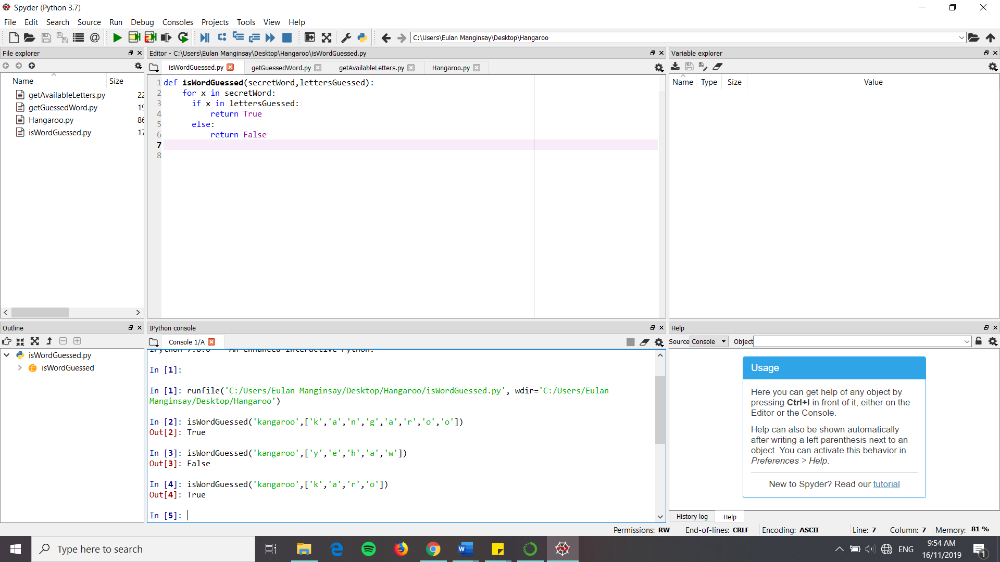 Spyder (Python 3.7)
File Edit Search Source Run Debug Consoles Projects Tools View Help
C:\Users\Eulan Manginsay\Desktop\Hangaroo
File explorer
Name Size
getAvailableLetters.py 22
getGuessedWord.py 19
Hangaroo.py 86
isWordGuessed.py 17
Editor - C:\Users\Eulan Manginsay\Desktop\Hangaroo\isWordGuessed.py
isWordGuessed.py getGuessedWord.py getAvailableLetters.py Hangaroo.py
1 def isWordGuessed(secretWord,lettersGuessed):
2 for x in secretWord:
3 if x in lettersGuessed:
4 return True
5 else:
6 return False
7
8
Variable explorer
Name Type Size Value
Outline
isWordGuessed.py
isWordGuessed
IPython console
Console 1/A
IPython 7.8.0 -- An enhanced Interactive Python.
In [1]:
In [1]: runfile('C:/Users/Eulan Manginsay/Desktop/Hangaroo/isWordGuessed.py', wdir='C:/Users/Eulan
Manginsay/Desktop/Hangaroo')
In [2]: isWordGuessed('kangaroo',['k','a','n','g','a','r','o','o'])
Out[2]: True
In [3]: isWordGuessed('kangaroo',['y','e','h','a','w'])
Out[3]: False
In [4]: isWordGuessed('kangaroo',['k','a','r','o'])
Out[4]: True
In [5]:
Help
Source Console Object
Usage
Here you can get help of any object by
pressing Ctrl+I in front of it, either on the
Editor or the Console.
Help can also be shown automatically
after writing a left parenthesis next to an
object. You can activate this behavior in
Preferences > Help.
New to Spyder? Read our tutorial
History log Help
Permissions: RW End-of-lines: CRLF Encoding: ASCII Line: 7 Column: 7 Memory: 81 %
Type here to search
ENG
9:54 AM
16/11/2019
1